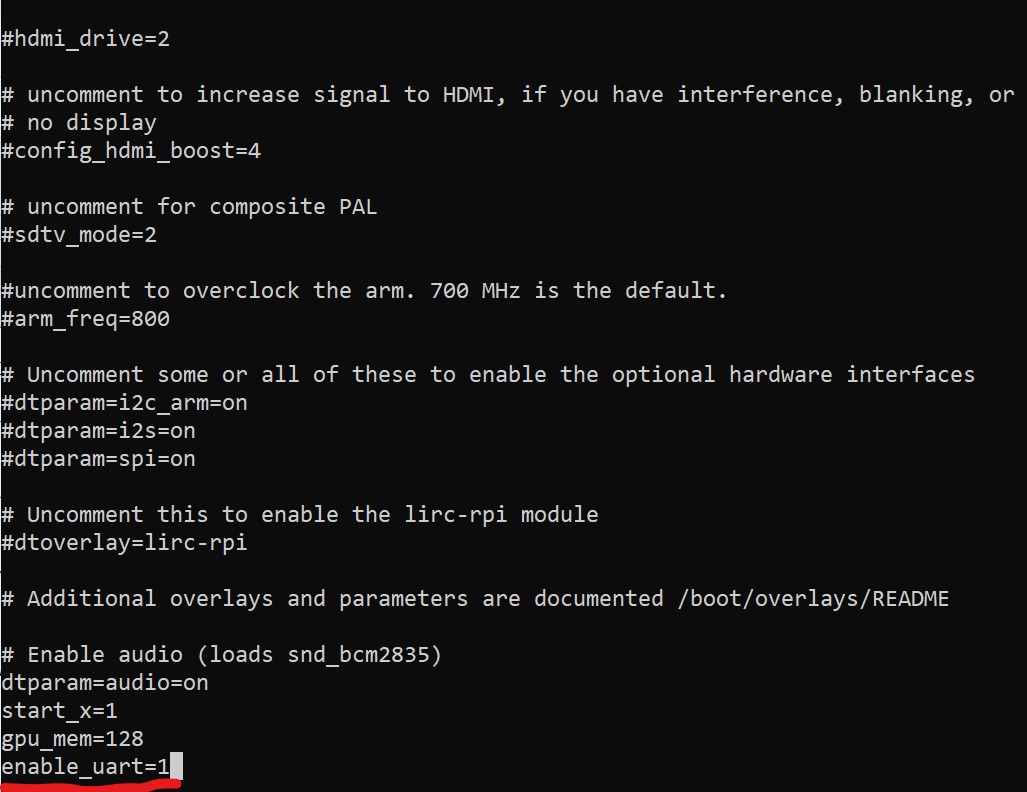 #hdmi_drive=2
# uncomment to increase signal to HDMI, if you have interference, blanking, or
# no display
#config_hdmi_boost=4
# uncomment for composite PAL
#sdtv_mode=2
#uncomment to overclock the arm. 700 MHz is the default.
#arm_freq=800
# Uncomment some or all of these to enable the optional hardware interfaces
#dtparam=i2c_arm=on
#dtparam=i2s=on
#dtparam=spi=on
# Uncomment this to enable the lirc-rpi module
#dtoverlay=lirc-rpi
# Additional overlays and parameters are documented /boot/overlays/README
# Enable audio (loads snd_bcm2835)
dtparam=audio=on
start_x=1
gpu_mem=128
enable_uart=1